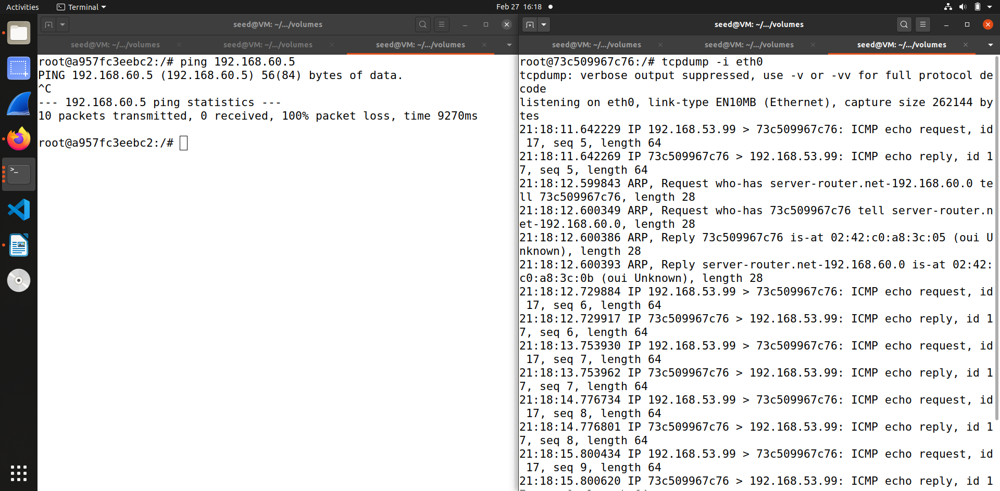 Activities
Terminal
Feb 27 16:18
seed@VM: ~/.../volumes
seed@VM: ~/.../volumes
seed@VM: ~/.../volumes
seed@VM: ~/.../volumes
root@a957fc3eebc2:/# ping 192.168.60.5
PING 192.168.60.5 (192.168.60.5) 56(84) bytes of data.
^C
--- 192.168.60.5 ping statistics ---
10 packets transmitted, 0 received, 100% packet loss, time 9270ms
root@a957fc3eebc2:/#
seed@VM: ~/.../volumes
seed@VM: ~/.../volumes
seed@VM: ~/.../volumes
seed@VM: ~/.../volumes
root@73c509967c76:/# tcpdump -i eth0
tcpdump: verbose output suppressed, use -v or -vv for full protocol de
code
listening on eth0, link-type EN10MB (Ethernet), capture size 262144 by
tes
21:18:11.642229 IP 192.168.53.99 > 73c509967c76: ICMP echo request, id
 17, seq 5, length 64
21:18:11.642269 IP 73c509967c76 > 192.168.53.99: ICMP echo reply, id 1
7, seq 5, length 64
21:18:12.599843 ARP, Request who-has server-router.net-192.168.60.0 te
ll 73c509967c76, length 28
21:18:12.600349 ARP, Request who-has 73c509967c76 tell server-router.n
et-192.168.60.0, length 28
21:18:12.600386 ARP, Reply 73c509967c76 is-at 02:42:c0:a8:3c:05 (oui U
nknown), length 28
21:18:12.600393 ARP, Reply server-router.net-192.168.60.0 is-at 02:42:
c0:a8:3c:0b (oui Unknown), length 28
21:18:12.729884 IP 192.168.53.99 > 73c509967c76: ICMP echo request, id
 17, seq 6, length 64
21:18:12.729917 IP 73c509967c76 > 192.168.53.99: ICMP echo reply, id 1
7, seq 6, length 64
21:18:13.753930 IP 192.168.53.99 > 73c509967c76: ICMP echo request, id
 17, seq 7, length 64
21:18:13.753962 IP 73c509967c76 > 192.168.53.99: ICMP echo reply, id 1
7, seq 7, length 64
21:18:14.776734 IP 192.168.53.99 > 73c509967c76: ICMP echo request, id
 17, seq 8, length 64
21:18:14.776801 IP 73c509967c76 > 192.168.53.99: ICMP echo reply, id 1
7, seq 8, length 64
21:18:15.800434 IP 192.168.53.99 > 73c509967c76: ICMP echo request, id
 17, seq 9, length 64
21:18:15.800620 IP 73c509967c76 > 192.168.53.99: ICMP echo reply, id 1